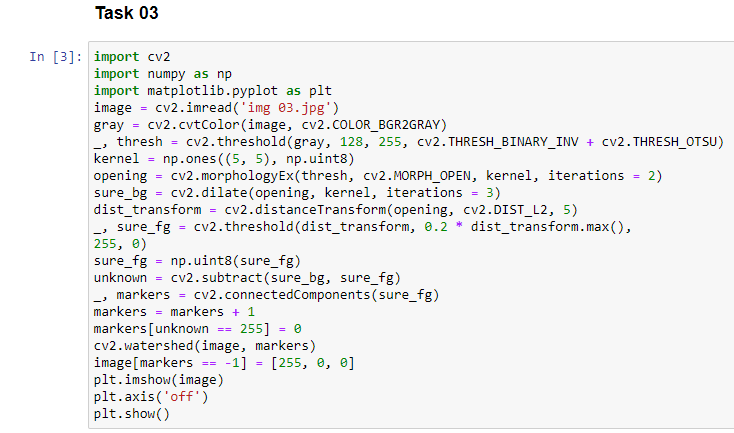 Task 03
In [3]: import cv2
import numpy as np
import matplotlib.pyplot as plt
image = cv2.imread('img 03.jpg')
gray = cv2.cvtColor(image, cv2.COLOR_BGR2GRAY)
_, thresh = cv2.threshold(gray, 128, 255, cv2.THRESH_BINARY_INV + cv2.THRESH_OTSU)
kernel = np.ones((5, 5), np.uint8)
opening = cv2.morphologyEx(thresh, cv2.MORPH_OPEN, kernel, iterations = 2)
sure_bg = cv2.dilate(opening, kernel, iterations = 3)
dist_transform = cv2.distanceTransform(opening, cv2.DIST_L2, 5)
_, sure_fg = cv2.threshold(dist_transform, 0.2 * dist_transform.max(),
255, 0)
sure_fg = np.uint8(sure_fg)
unknown = cv2.subtract(sure_bg, sure_fg)
_, markers = cv2.connectedComponents(sure_fg)
markers = markers + 1
markers[unknown == 255] = 0
cv2.watershed(image, markers)
image[markers == -1] = [255, 0, 0]
plt.imshow(image)
plt.axis('off')
plt.show()